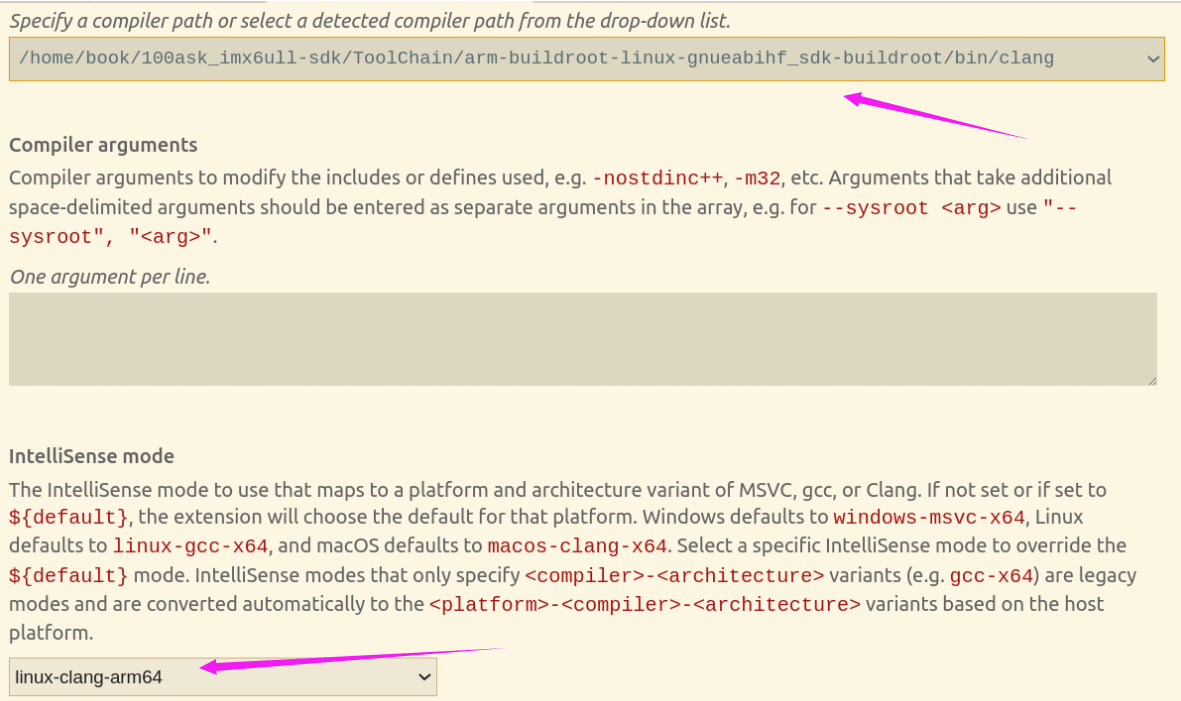 Specify a compiler path or select a detected compiler path from the drop-down list.
/home/book/100ask_imx6ull-sdk/ToolChain/arm-buildroot-linux-gnueabihf_sdk-buildroot/bin/clang
Compiler arguments
Compiler arguments to modify the includes or defines used, e.g. -nostdinc++, -m32, etc. Arguments that take additional
space-delimited arguments should be entered as separate arguments in the array, e.g. for --sysroot <arg> use "--
sysroot", "<arg>".
One argument per line.
IntelliSense mode
The IntelliSense mode to use that maps to a platform and architecture variant of MSVC, gcc, or Clang. If not set or if set to
${default}, the extension will choose the default for that platform. Windows defaults to windows-msvc-x64, Linux
defaults to linux-gcc-x64, and macOS defaults to macos-clang-x64. Select a specific IntelliSense mode to override the
${default} mode. IntelliSense modes that only specify <compiler>-<architecture> variants (e.g. gcc-x64) are legacy
modes and are converted automatically to the <platform>-<compiler>-<architecture> variants based on the host
platform.
linux-clang-arm64